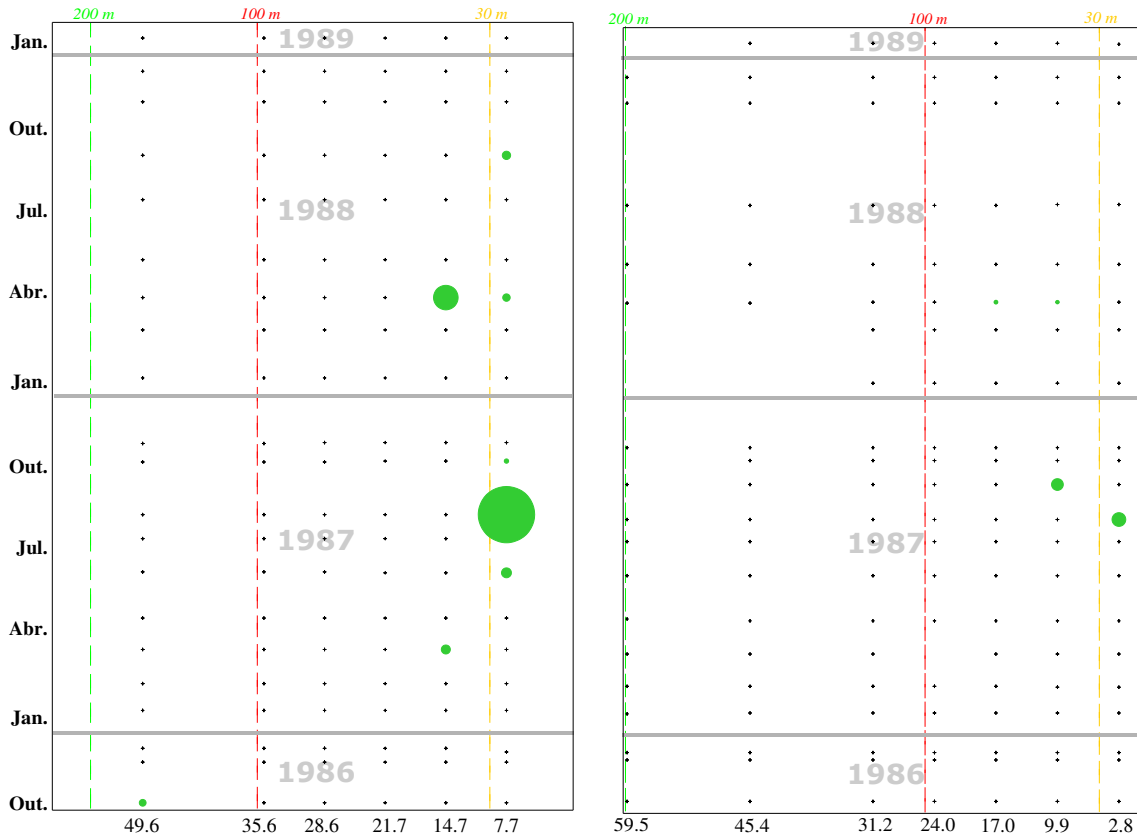 200 m 100 m 30 m
200 m 100 m 30 m
Jan. 1989 1989
Out.
Jul. 1988 1988
Abr.
Jan.
Out.
Jul. 1987 1987
Abr.
Jan.
1986 1986
Out.
49.6 35.6 28.6 21.7 14.7 7.7
59.5 45.4 31.2 24.0 17.0 9.9 2.8